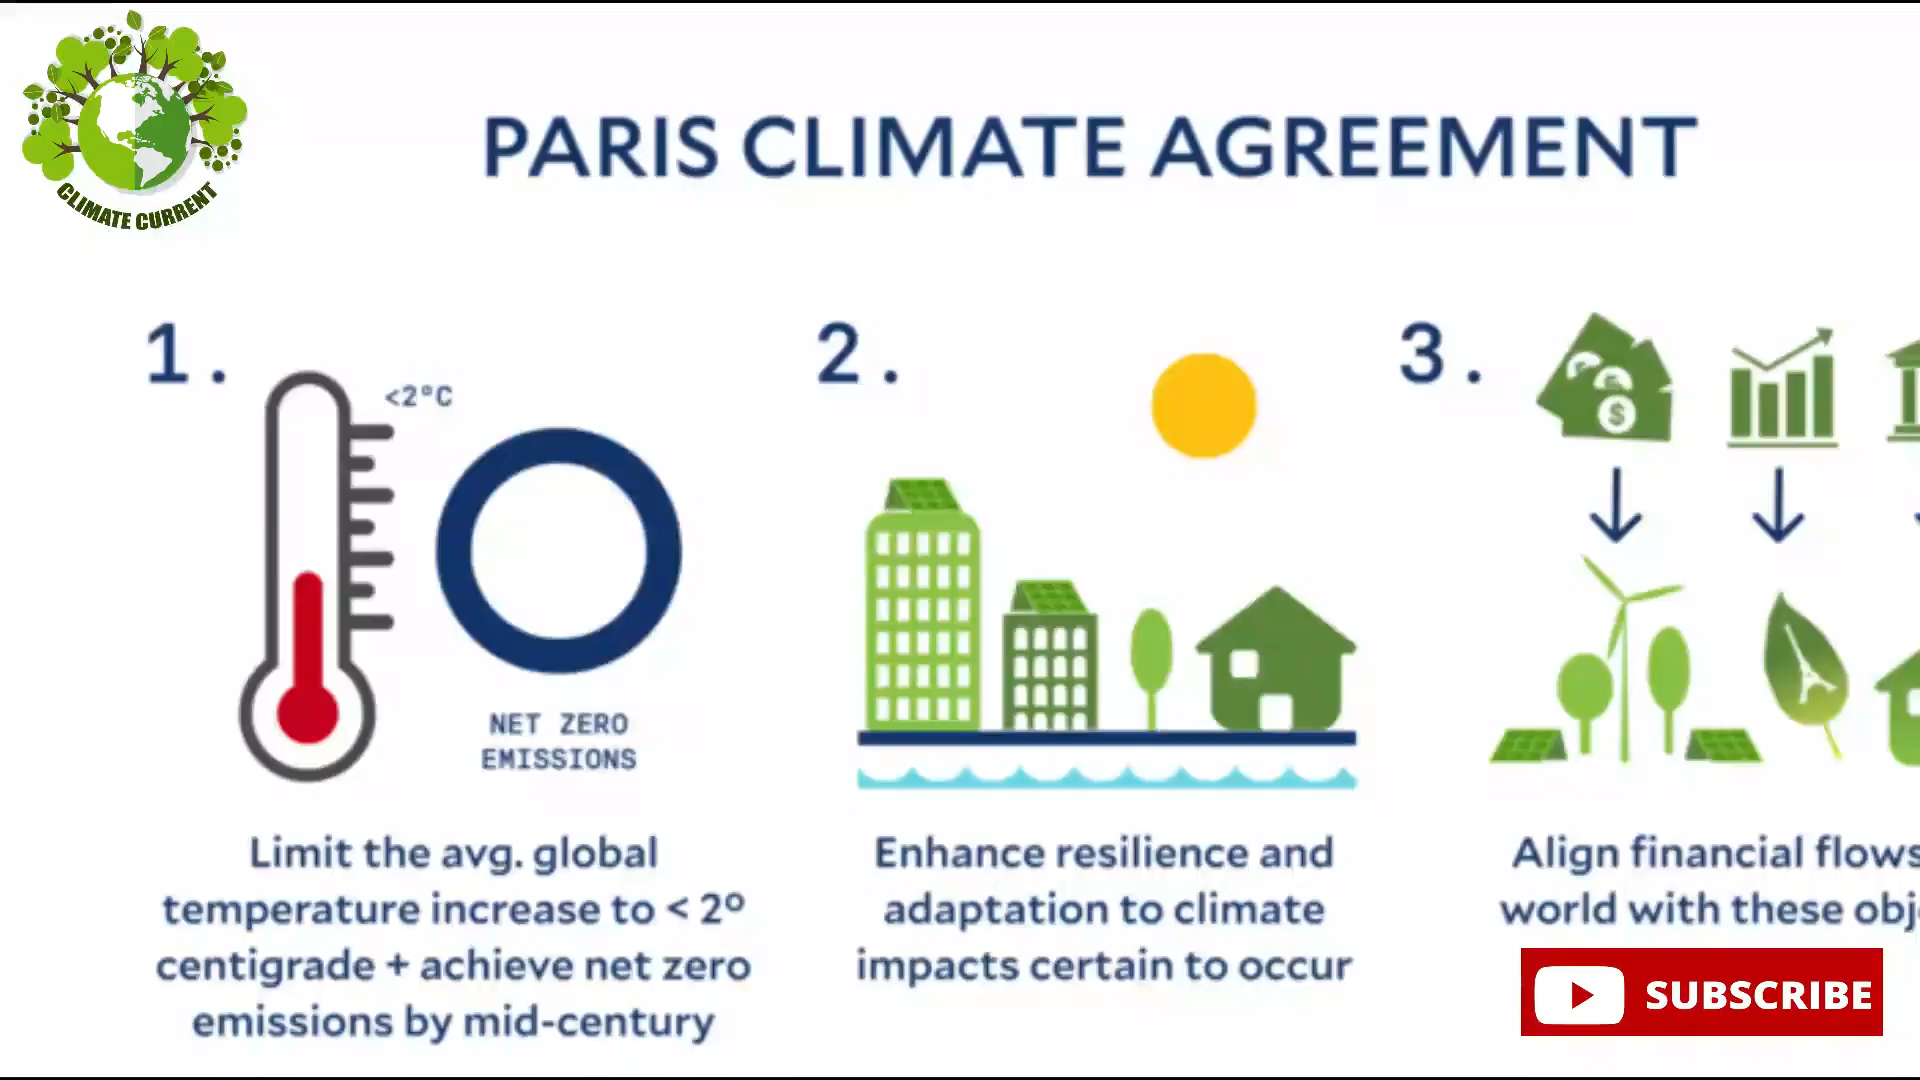 CLIMATE CURRENT
PARIS CLIMATE AGREEMENT
1.
<2°C
NET ZERO
EMISSIONS
Limit the avg. global
temperature increase to < 2º
centigrade + achieve net zero
emissions by mid-century
2.
Enhance resilience and
adaptation to climate
impacts certain to occur
3.
$
Align financial flows
world with these
SUBSCRIBE